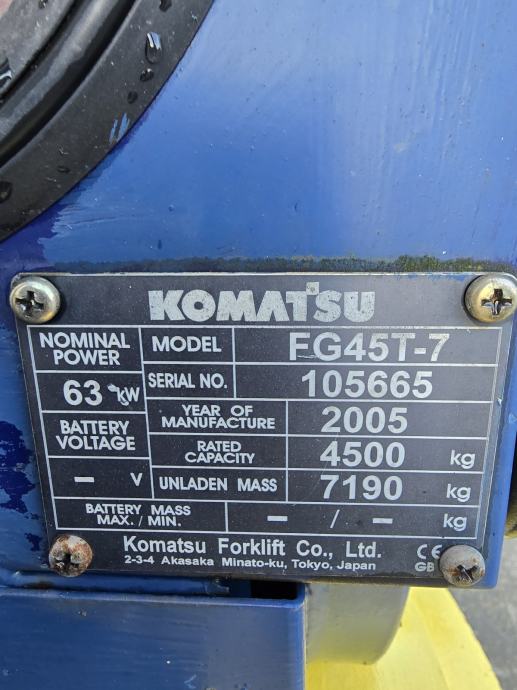 KOMATSU
NOMINAL POWER
63 kW
MODEL FG45T-7
SERIAL NO. 105665
BATTERY VOLTAGE
– V
YEAR OF MANUFACTURE 2005
RATED CAPACITY 4500 kg
UNLADEN MASS 7190 kg
BATTERY MASS MAX. / MIN. – / – kg
Komatsu Forklift Co., Ltd.
2-3-4 Akasaka Minato-ku, Tokyo, Japan
CE
GB